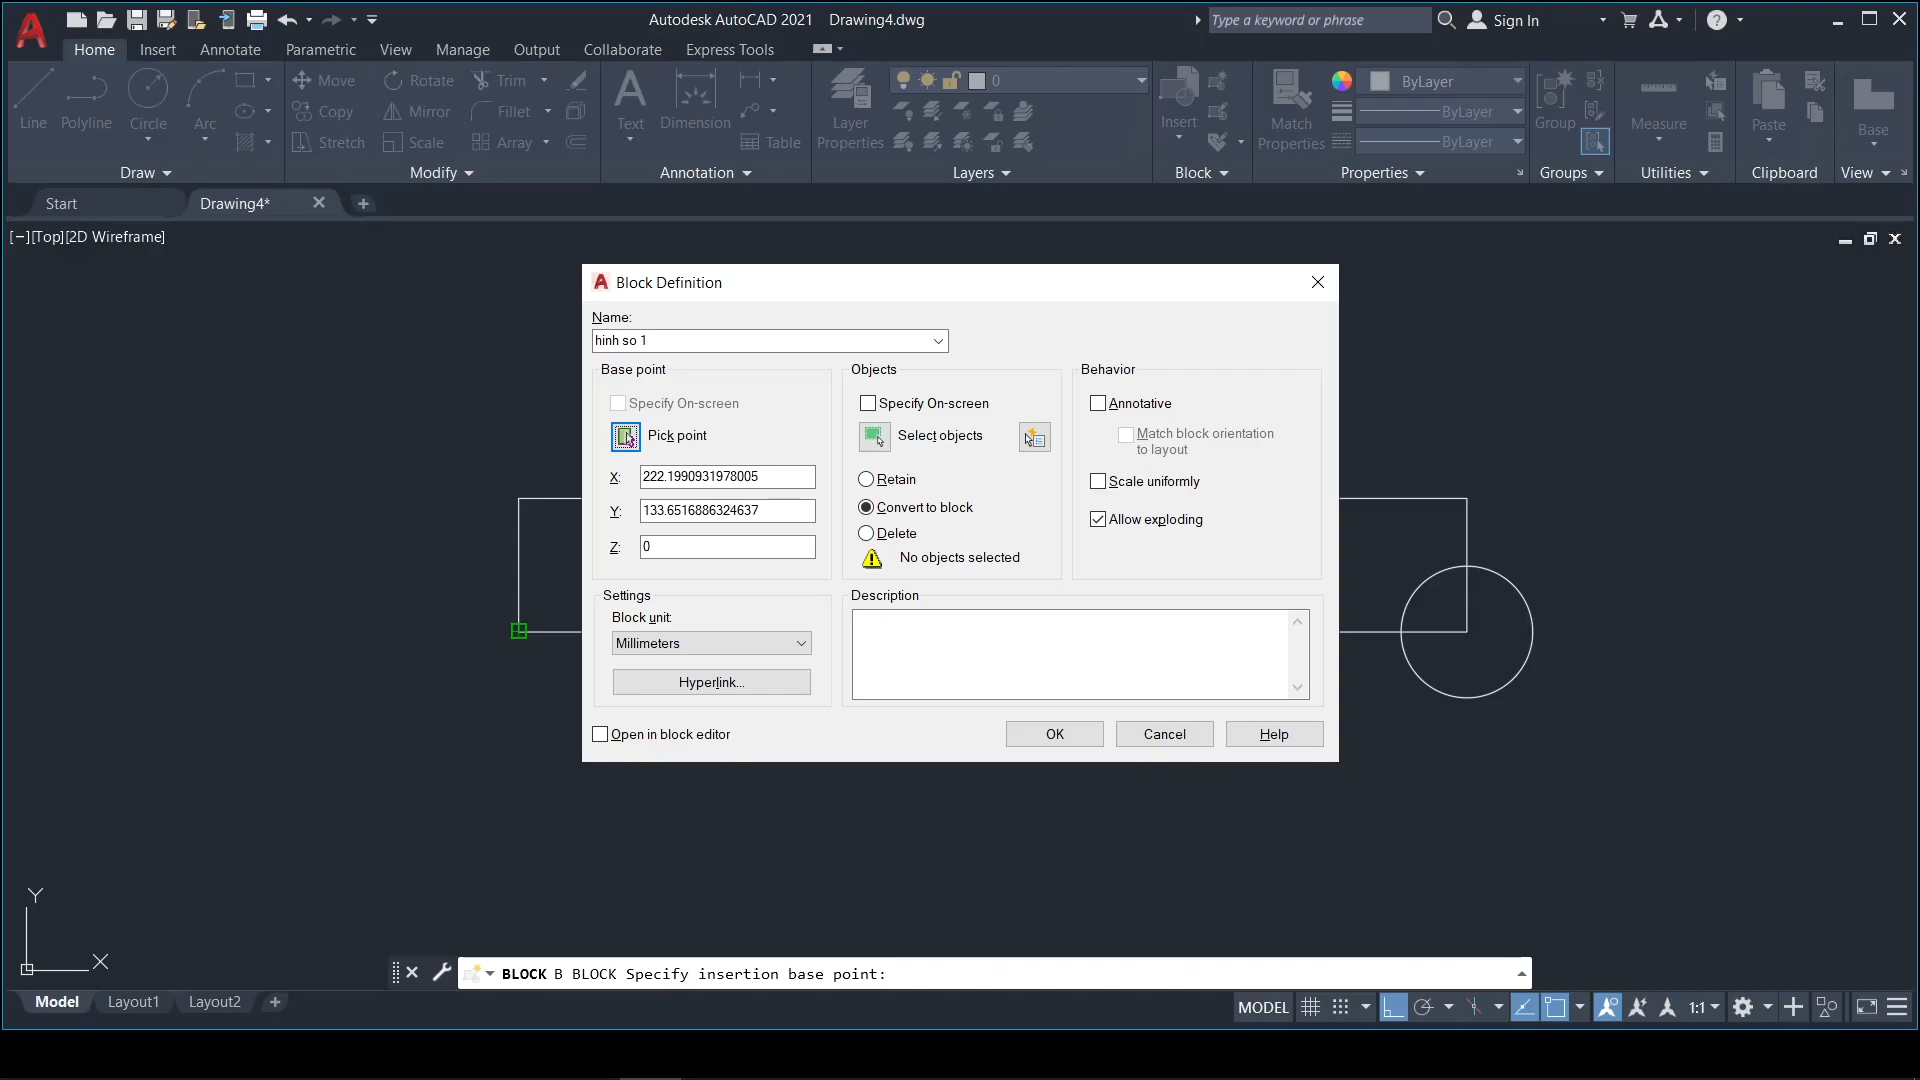 Autodesk AutoCAD 2021 Drawing4.dwg
Type a keyword or phrase
Sign In
Home Insert Annotate Parametric View Manage Output Collaborate Express Tools
Line Polyline Circle Arc
Move Rotate Trim
Copy Mirror Fillet
Stretch Scale Array
Text Dimension Table
Layer Properties
0
Insert
Match Properties
ByLayer
ByLayer
ByLayer
Group Measure Paste Base
Draw Modify Annotation Layers Block Properties Groups Utilities Clipboard View
Start Drawing4*
[−][Top][2D Wireframe]
Block Definition
Name:
hinh so 1
Base point
Specify On-screen
Pick point
X: 222.1990931978005
Y: 133.6516886324637
Z: 0
Objects
Specify On-screen
Select objects
Retain
Convert to block
Delete
No objects selected
Behavior
Annotative
Match block orientation
to layout
Scale uniformly
Allow exploding
Settings
Block unit:
Millimeters
Hyperlink...
Description
Open in block editor
OK Cancel Help
Y
X
BLOCK B BLOCK Specify insertion base point:
Model Layout1 Layout2
MODEL 1:1